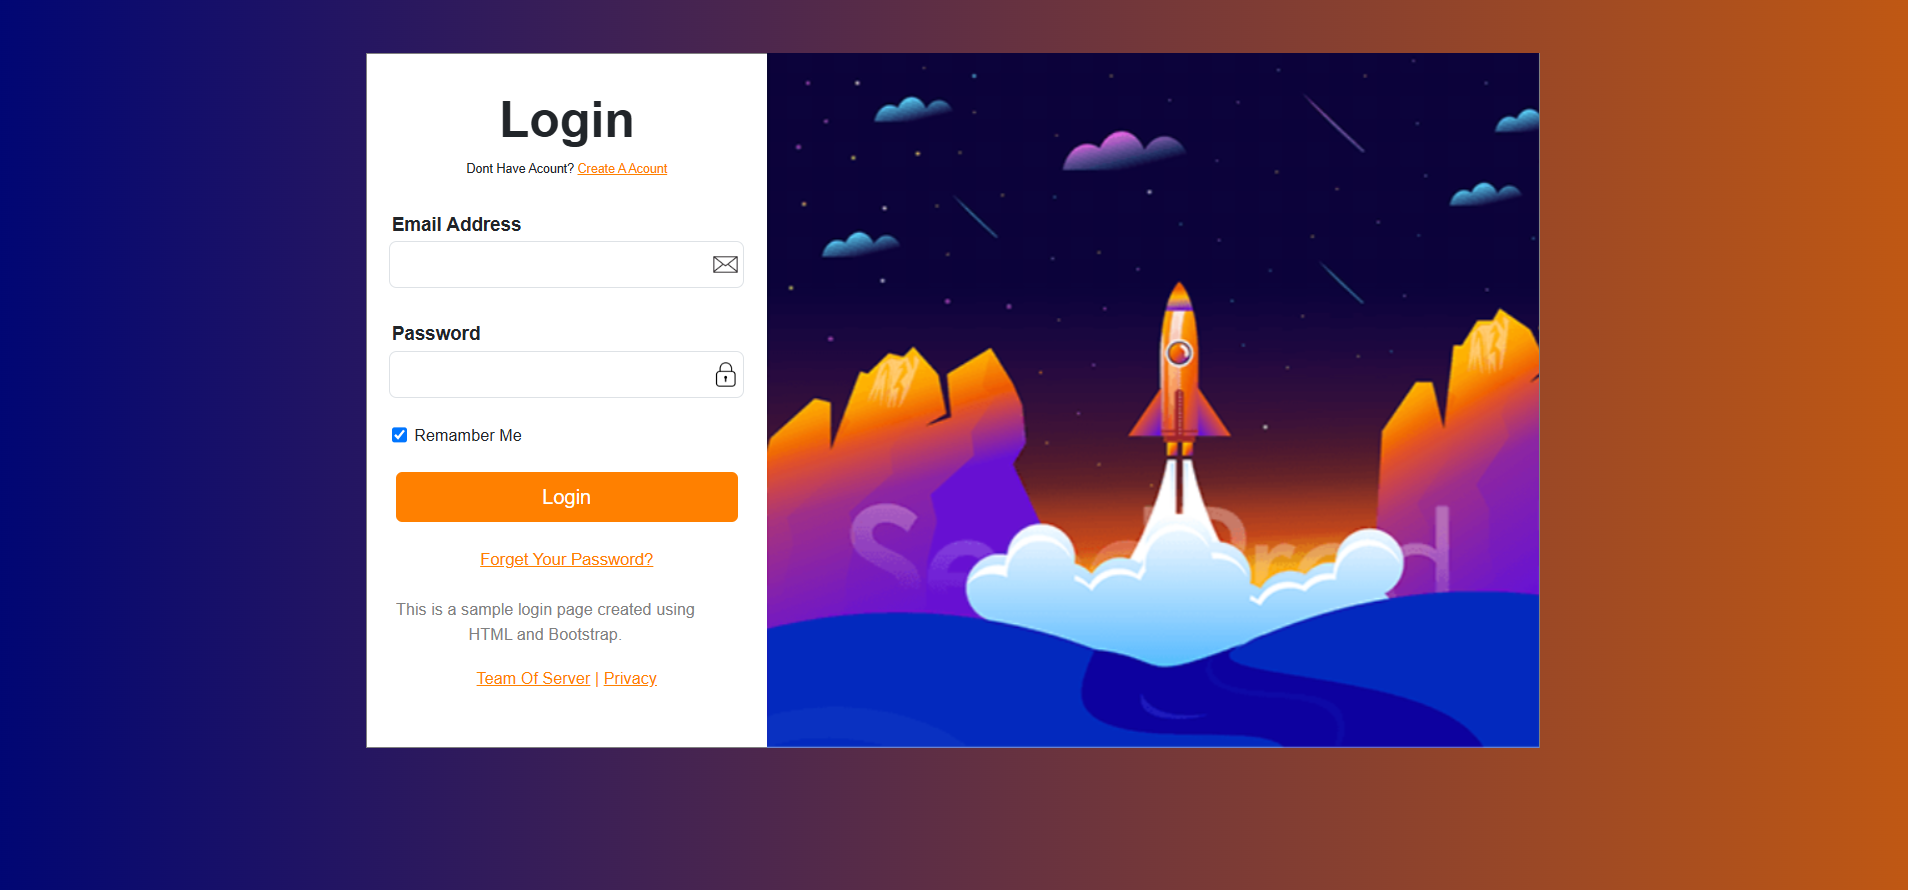 Login
Dont Have Acount? Create A Acount
Email Address
Password
Remamber Me
Login
Forget Your Password?
This is a sample login page created using
HTML and Bootstrap.
Team Of Server | Privacy